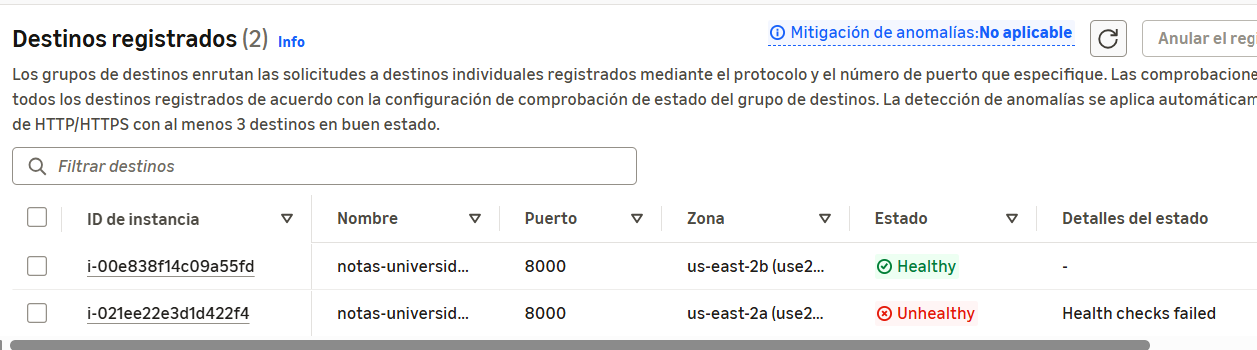 Destinos registrados (2) Info
Mitigación de anomalías:No aplicable
Anular el regi
Los grupos de destinos enrutan las solicitudes a destinos individuales registrados mediante el protocolo y el número de puerto que especifique. Las comprobacione
todos los destinos registrados de acuerdo con la configuración de comprobación de estado del grupo de destinos. La detección de anomalías se aplica automáticam
de HTTP/HTTPS con al menos 3 destinos en buen estado.
Filtrar destinos
ID de instancia Nombre Puerto Zona Estado Detalles del estado
i-00e838f14c09a55fd notas-universid... 8000 us-east-2b (use2... Healthy -
i-021ee22e3d1d422f4 notas-universid... 8000 us-east-2a (use2... Unhealthy Health checks failed